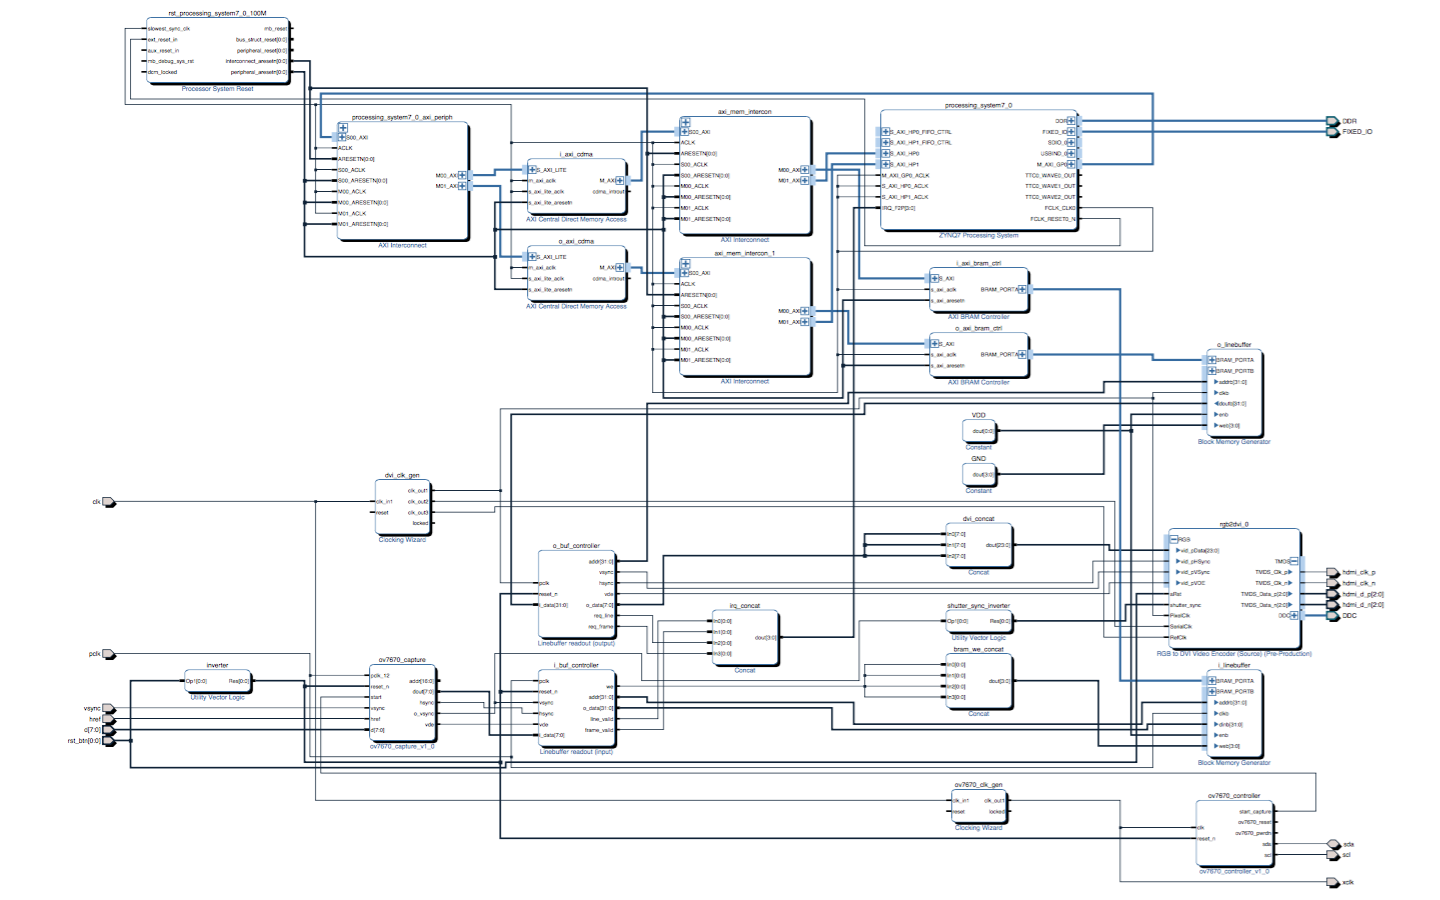 rst_processing_system7_0_100M
slowest_sync_clk
mb_reset
ext_reset_in
bus_struct_reset[0:0]
aux_reset_in
peripheral_reset[0:0]
mb_debug_sys_rst
interconnect_aresetn[0:0]
dcm_locked
peripheral_aresetn[0:0]
Processor System Reset
processing_system7_0_axi_periph
S00_AXI
ACLK
ARESETN[0:0]
S00_ACLK
S00_ARESETN[0:0]
M00_ACLK
M00_ARESETN[0:0]
M01_ACLK
M01_ARESETN[0:0]
M00_AXI
M01_AXI
AXI Interconnect
i_axi_cdma
S_AXI_LITE
m_axi_aclk
s_axi_lite_aclk
s_axi_lite_aresetn
M_AXI
cdma_introut
AXI Central Direct Memory Access
o_axi_cdma
S_AXI_LITE
m_axi_aclk
s_axi_lite_aclk
s_axi_lite_aresetn
M_AXI
cdma_introut
AXI Central Direct Memory Access
axi_mem_intercon
S00_AXI
ACLK
ARESETN[0:0]
S00_ACLK
S00_ARESETN[0:0]
M00_ACLK
M00_ARESETN[0:0]
M01_ACLK
M01_ARESETN[0:0]
M00_AXI
M01_AXI
AXI Interconnect
axi_mem_intercon_1
S00_AXI
ACLK
ARESETN[0:0]
S00_ACLK
S00_ARESETN[0:0]
M00_ACLK
M00_ARESETN[0:0]
M01_ACLK
M01_ARESETN[0:0]
M00_AXI
M01_AXI
AXI Interconnect
processing_system7_0
S_AXI_HP0_FIFO_CTRL
S_AXI_HP1_FIFO_CTRL
S_AXI_HP0
S_AXI_HP1
M_AXI_GP0_ACLK
S_AXI_HP0_ACLK
S_AXI_HP1_ACLK
IRQ_F2P[3:0]
DDR
FIXED_IO
SDIO_0
USBIND_0
M_AXI_GP0
TTC0_WAVE0_OUT
TTC0_WAVE1_OUT
TTC0_WAVE2_OUT
FCLK_CLK0
FCLK_RESET0_N
ZYNQ7 Processing System
DDR
FIXED_IO
i_axi_bram_ctrl
S_AXI
s_axi_aclk
s_axi_aresetn
BRAM_PORTA
AXI BRAM Controller
o_axi_bram_ctrl
S_AXI
s_axi_aclk
s_axi_aresetn
BRAM_PORTA
AXI BRAM Controller
o_linebuffer
BRAM_PORTA
BRAM_PORTB
addrb[31:0]
clkb
doutb[31:0]
enb
web[3:0]
Block Memory Generator
VDD
dout[0:0]
Constant
GND
dout[3:0]
Constant
clk
dvi_clk_gen
clk_in1
reset
clk_out1
clk_out2
clk_out3
locked
Clocking Wizard
o_buf_controller
pclk
reset_n
i_data[31:0]
addr[31:0]
vsync
hsync
vde
o_data[7:0]
req_line
req_frame
Linebuffer readout (output)
dvi_concat
In0[7:0]
In1[7:0]
In2[7:0]
dout[23:0]
Concat
irq_concat
In0[0:0]
In1[0:0]
In2[0:0]
In3[0:0]
dout[3:0]
Concat
shutter_sync_inverter
Op1[0:0]
Res[0:0]
Utility Vector Logic
bram_we_concat
In0[0:0]
In1[0:0]
In2[0:0]
In3[0:0]
dout[3:0]
Concat
rgb2dvi_0
RGB
vid_pData[23:0]
vid_pHSync
vid_pVSync
vid_pVDE
aRst
shutter_sync
PixelClk
SerialClk
RefClk
TMDS
TMDS_Clk_p
TMDS_Clk_n
TMDS_Data_p[2:0]
TMDS_Data_n[2:0]
DDC
RGB to DVI Video Encoder (Source) (Pre-Production)
hdmi_clk_p
hdmi_clk_n
hdmi_d_p[2:0]
hdmi_d_n[2:0]
DDC
pclk
vsync
href
d[7:0]
rst_btn[0:0]
inverter
Op1[0:0]
Res[0:0]
Utility Vector Logic
ov7670_capture
pclk_12
reset_n
start
vsync
href
d[7:0]
addr[18:0]
dout[7:0]
hsync
o_vsync
vde
ov7670_capture_v1_0
i_buf_controller
pclk
reset_n
vsync
hsync
vde
i_data[7:0]
we
addr[31:0]
o_data[31:0]
line_valid
frame_valid
Linebuffer readout (input)
i_linebuffer
BRAM_PORTA
BRAM_PORTB
addrb[31:0]
clkb
dinb[31:0]
enb
web[3:0]
Block Memory Generator
ov7670_clk_gen
clk_in1
reset
clk_out1
locked
Clocking Wizard
ov7670_controller
clk
reset_n
start_capture
ov7670_reset
ov7670_pwdn
sda
scl
ov7670_controller_v1_0
sda
scl
xclk